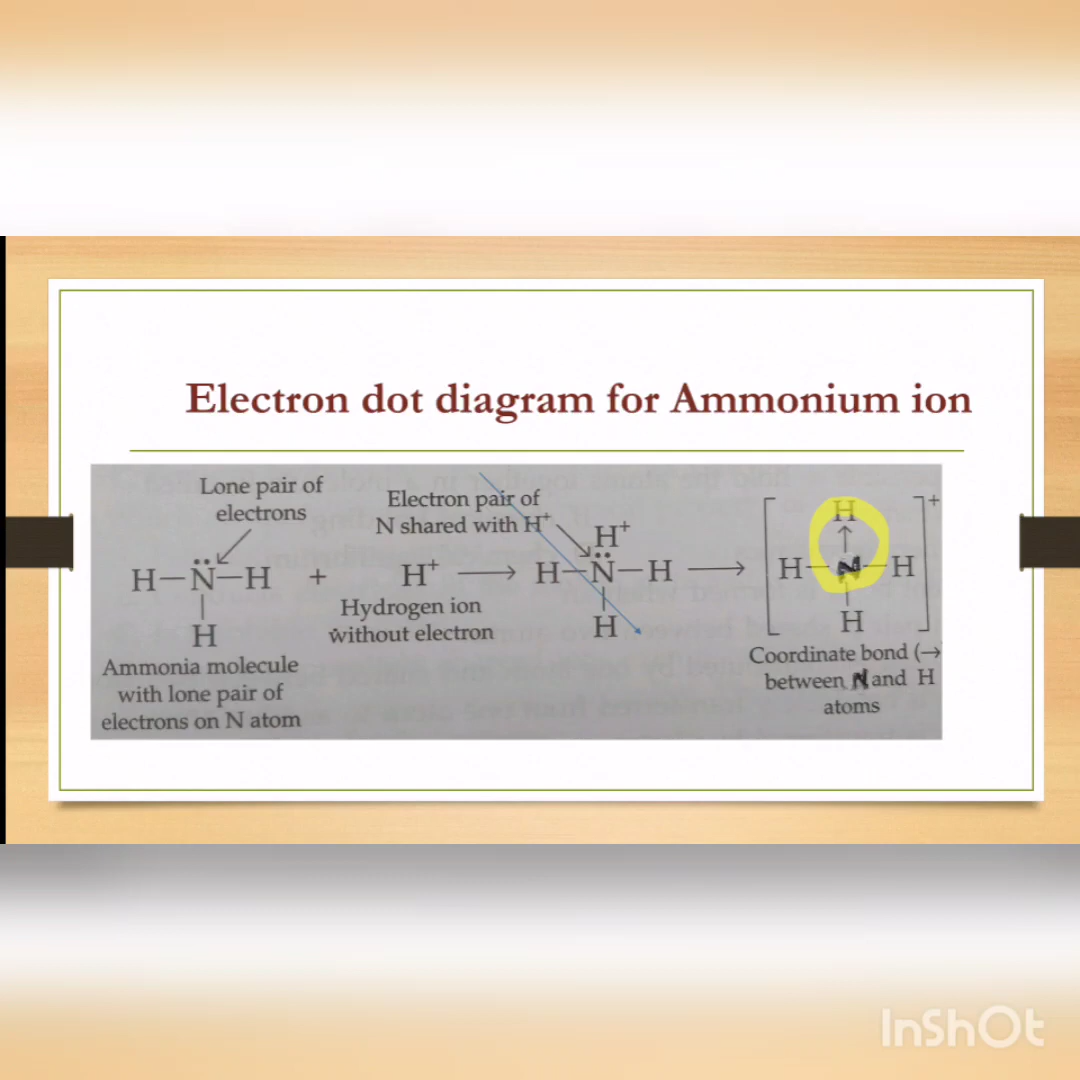 Electron dot diagram for Ammonium ion
Lone pair of
electrons
H—N—H
H
Ammonia molecule
with lone pair of
electrons on N atom
+
H+
Hydrogen ion
without electron
→
Electron pair of
N shared with H+
H+
H—N—H
H
→
H
↑
H—N—H
H
+
Coordinate bond (→
between N and H
atoms
InShOt